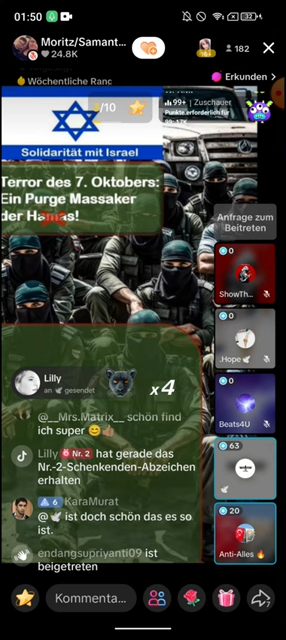 01:50
32
Moritz/Samant...
24.8K
182
Wöchentliche Ranc
Erkunden >
/10
99+ | Zuschauer
Punkte erforderlich für
Solidarität mit Israel
Terror des 7. Oktobers:
Ein Purge Massaker
der Hamas!
Anfrage zum
Beitreten
0
ShowTh...
0
.Hope
0
Beats4U
63
20
Anti-Alles
Lilly
an gesendet
x4
@__Mrs.Matrix__ schön find
ich super
Lilly Nr. 2 hat gerade das
Nr.-2-Schenkenden-Abzeichen
erhalten
6 KaraMurat
@ ist doch schön das es so
ist.
endangsupriyanti09 ist
beigetreten
Kommenta...
7